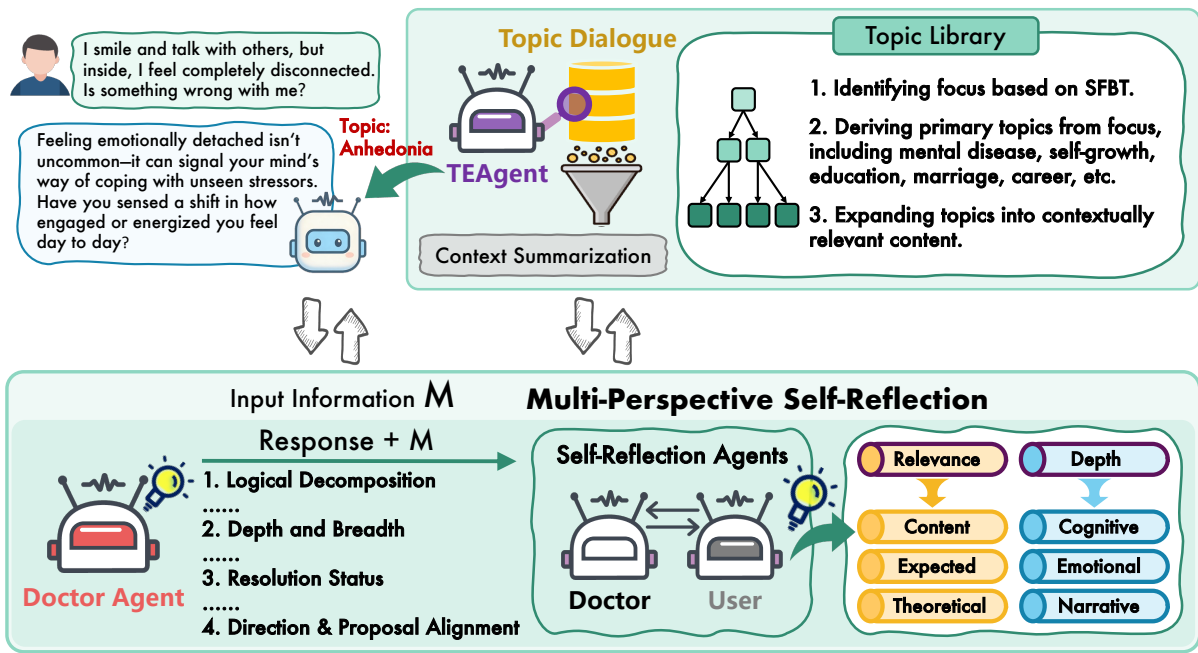 I smile and talk with others, but
inside, I feel completely disconnected.
Is something wrong with me?
Feeling emotionally detached isn't
uncommon—it can signal your mind's
way of coping with unseen stressors.
Have you sensed a shift in how
engaged or energized you feel
day to day?
Topic:
Anhedonia
Topic Dialogue
TEAgent
Context Summarization
Topic Library
1. Identifying focus based on SFBT.
2. Deriving primary topics from focus,
including mental disease, self-growth,
education, marriage, career, etc.
3. Expanding topics into contextually
relevant content.
Input Information M
Multi-Perspective Self-Reflection
Doctor Agent
Response + M
1. Logical Decomposition
......
2. Depth and Breadth
......
3. Resolution Status
......
4. Direction & Proposal Alignment
Self-Reflection Agents
Doctor
User
Relevance
Content
Expected
Theoretical
Depth
Cognitive
Emotional
Narrative